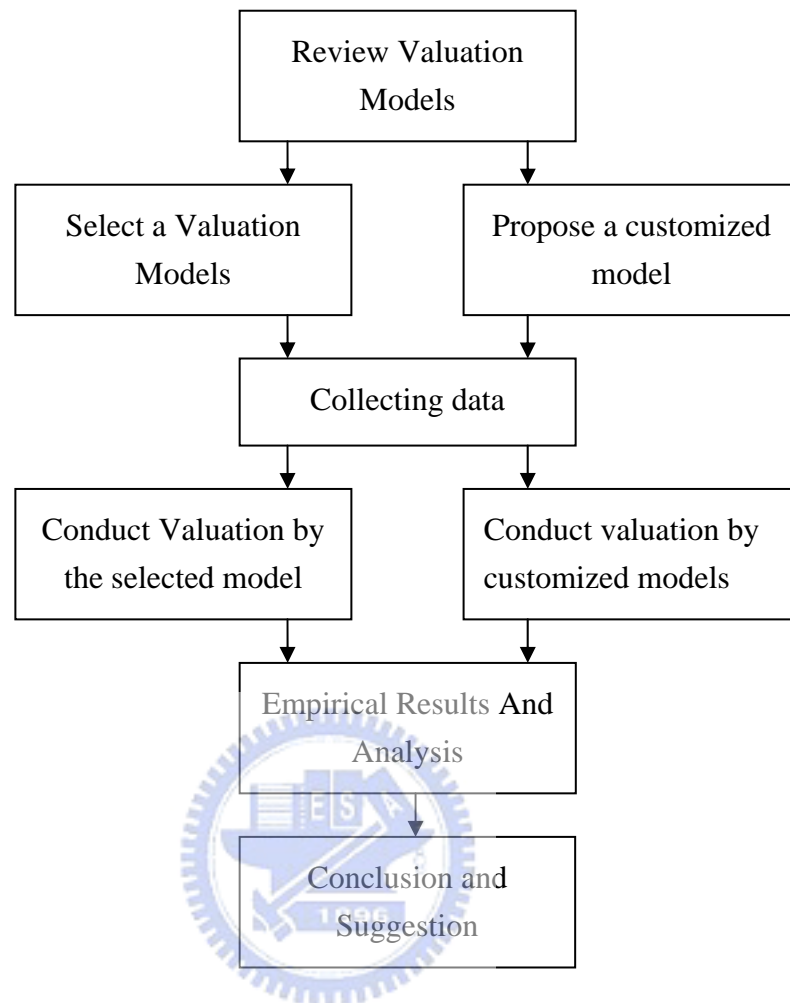 Review Valuation
Models
Select a Valuation
Models
Propose a customized
model
Collecting data
Conduct Valuation by
the selected model
Conduct valuation by
customized models
Empirical Results And
Analysis
E S A
Conclusion and
1896
Suggestion